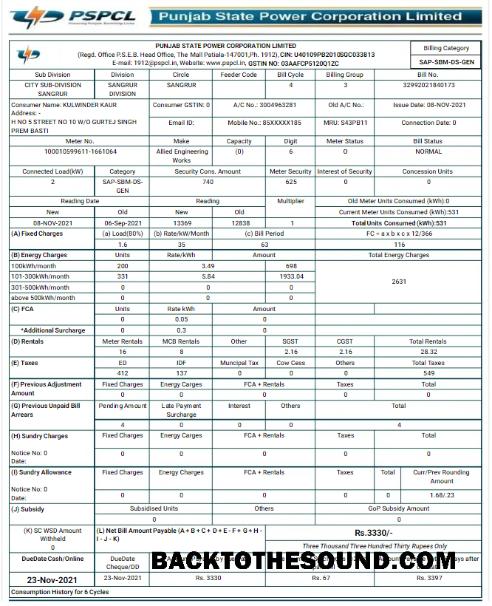 PSPCL Punjab State Power Corporation Limited
PUNJAB STATE POWER CORPORATION LIMITED
(Regd. Office P.S.E.B. Head Office, The Mall Patiala-147001,Ph. 1912), CIN: U40109PB2010SGC033813
E-mail: 1912@pspcl.in, Website: www.pspcl.in, GSTIN NO: 03AAFCP5120Q1ZC
Billing Category
SAP-SBM-DS-GEN
Sub Division Division Circle Feeder Code Bill Cycle Billing Group Bill No.
CITY SUB-DIVISION SANGRUR SANGRUR DIVISION SANGRUR 4 3 32992021840173
Consumer Name: KULWINDER KAUR Consumer GSTIN: 0 A/C No.: 3004963281 Old A/C No.: Issue Date: 08-NOV-2021
Address: -
H NO 5 STREET NO 10 W/O GURTEJ SINGH Email ID: Mobile No.: 85XXXXX185 MRU: S43PB11 Connection Date: 0
PREM BASTI
Meter No. Make Capacity Digits Meter Status Bill Status
100010599611-1661064 Allied Engineering Works (0) 6 0 NORMAL
Connected Load(kW) Category Security Cons. Amount Meter Security Interest of Security Concession Units
2 SAP-SBM-DS-GEN 740 625 0 0
Reading Date Reading Multiplier Old Meter Units Consumed (kWh):0
New Old New Old Current Meter Units Consumed (kWh):531
08-NOV-2021 06-Sep-2021 13369 12838 1 Total Units Consumed (kWh):531
(A) Fixed Charges (a) Load(80%) (b) Rate/kW/Month (c) Bill Period FC = a x b x c x 12/366
1.6 35 63 116
(B) Energy Charges Units Rate/kWh Amount Total Energy Charges
100kWh/month 200 3.49 698
101-300kWh/month 331 5.84 1933.04 2631
301-500kWh/month 0 0
above 500kWh/month 0 0
(C) FCA Units Rate kWh Amount
0 0.05 0
*Additional Surcharge 0 0.3 0
(D) Rentals Meter Rentals MCB Rentals Other SGST CGST Total Rentals
16 8 2.16 2.16 28.32
(E) Taxes ED IDF Muncipal Tax Cow Cess Others Total Taxes
412 137 0 0 0 549
(F) Previous Adjustment Amount Fixed Charges Energy Carges FCA + Rentals Taxes Total
0 0 0 0 0
(G) Previous Unpaid Bill Arrears Pending Amount Late Payment Surcharge Interest Others Total
4 0 0 0 4
(H) Sundry Charges Fixed Charges Energy Carges FCA + Rentals Taxes Total
Notice No: 0
Date: 0 0 0 0 0
(I) Sundry Allowance Fixed Charges Energy Charges FCA + Rentals Taxes Total Curr/Prev Rounding Amount
Notice No: 0
Date: 0 0 0 0 0 1.68/.23
(J) Subsidy Subsidised Units Others GoP Subsidy Amount
0 0
(K) SC WSD Amount Withheld (L) Net Bill Amount Payable (A + B + C + D + E - F + G + H - I - J - K) Rs.3330/-
0 Three Thousand Three Hundred Thirty Rupees Only
DueDate Cash/Online DueDate Cheque/DD
BACKTOTHESOUND.COM
23-Nov-2021 23-Nov-2021 Rs. 3330 Rs. 67 Rs. 3397
Consumption History for 6 Cycles